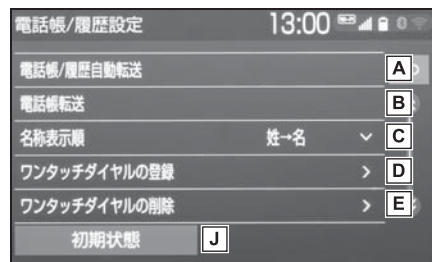 電話帳/履歴設定 13:00
電話帳/履歴自動転送 A
電話帳転送 B
名称表示順 姓→名 C
ワンタッチダイヤルの登録 D
ワンタッチダイヤルの削除 E
初期状態 J